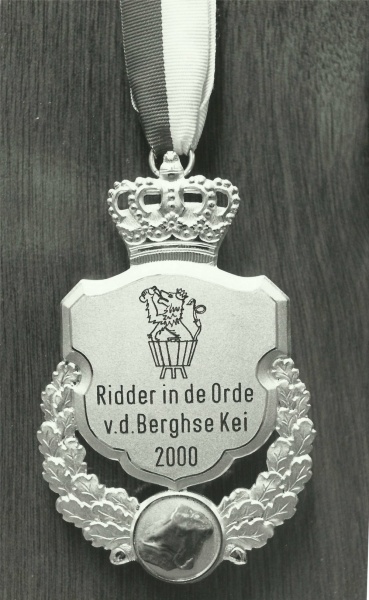 Ridder in de Orde
v.d. Berghse Kei
2000